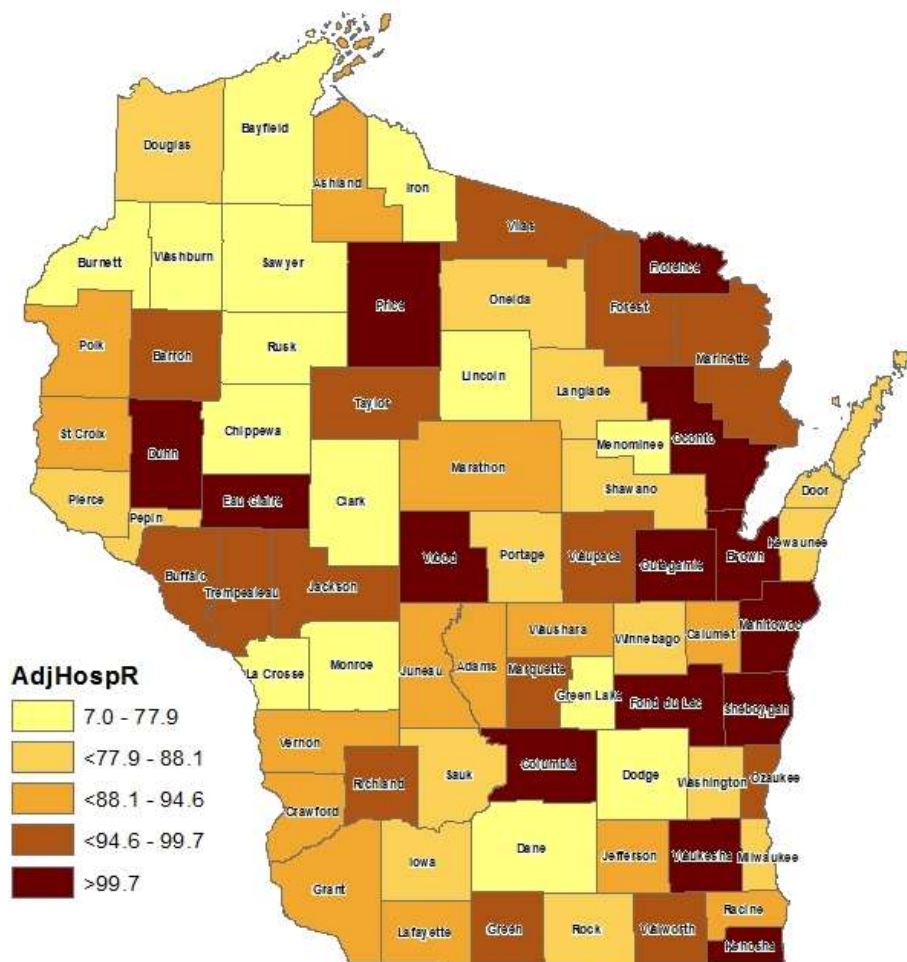 Bayfield
Douglas
Ashland
Iron
Vilas
Burnett
Washburn
Sawyer
Florence
Price
Oneida
Forest
Polk
Barron
Rusk
Marinette
Lincoln
Langlade
Taylor
St Croix
Chippewa
Dunn
Menominee
Oconto
Marathon
Clark
Shawano
Pierce
Eau Claire
Door
Pepin
Kewaunee
Wood
Portage
Waupaca
Outagamie
Brown
Buffalo
Trempealeau
Jackson
Manitowoc
Waushara
Winnebago
Calumet
Monroe
Juneau
Adams
Marquette
La Crosse
Green Lake
Fond du Lac
Sheboygan
Vernon
Columbia
Richland
Sauk
Dodge
Washington
Ozaukee
Crawford
Dane
Iowa
Jefferson
Waukesha
Milwaukee
Grant
Racine
Lafayette
Green
Rock
Walworth
Kenosha
AdjHospR
7.0 - 77.9
<77.9 - 88.1
<88.1 - 94.6
<94.6 - 99.7
>99.7